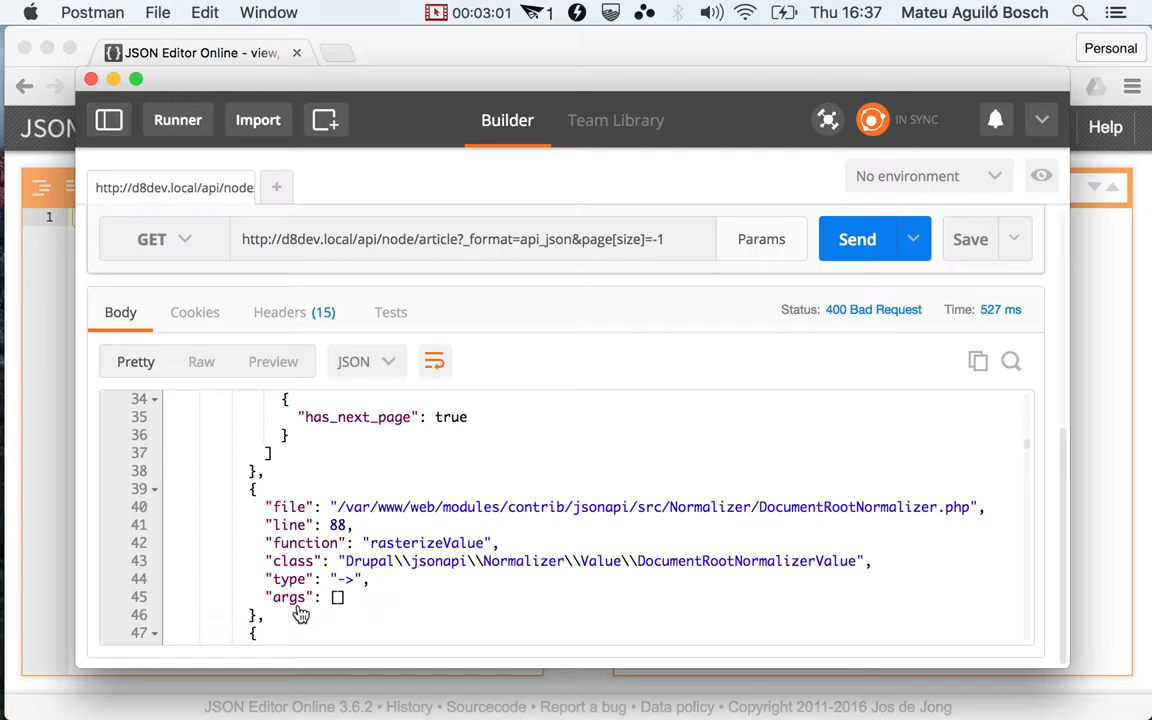 Postman File Edit Window 00:03:01 1 Thu 16:37 Mateu Aguiló Bosch
{} JSON Editor Online - view, ×
Personal
JSON Help
Runner Import Builder Team Library IN SYNC
http://d8dev.local/api/node + No environment
GET http://d8dev.local/api/node/article?_format=api_json&page[size]=-1 Params Send Save
1
Body Cookies Headers (15) Tests Status: 400 Bad Request Time: 527 ms
Pretty Raw Preview JSON
34 {
35 "has_next_page": true
36 }
37 ]
38 },
39 {
40 "file": "/var/www/web/modules/contrib/jsonapi/src/Normalizer/DocumentRootNormalizer.php",
41 "line": 88,
42 "function": "rasterizeValue",
43 "class": "Drupal\\jsonapi\\Normalizer\\Value\\DocumentRootNormalizerValue",
44 "type": "->",
45 "args": []
46 },
47 {
JSON Editor Online 3.6.2 • History • Sourcecode • Report a bug • Data policy • Copyright 2011-2016 Jos de Jong